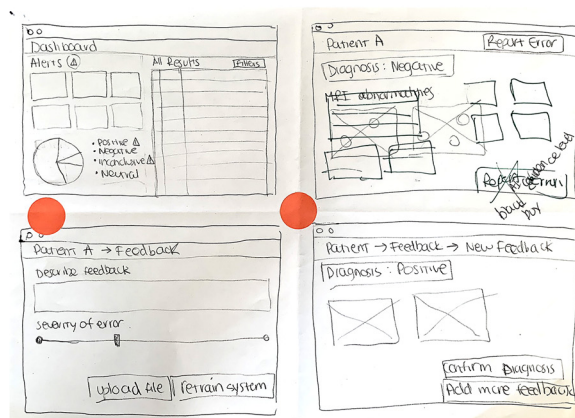 Dashboard
Alerts
All Results
Filters
• Positive
• Negative
• Inconclusive
• Neutral
Patient A
Report Error
Diagnosis: Negative
MRI abnormalities
Patient A → Feedback
Describe feedback
severity of error
upload file
retrain system
Patient → Feedback → New feedback
Diagnosis: Positive
Confirm Diagnosis
Add more feedback